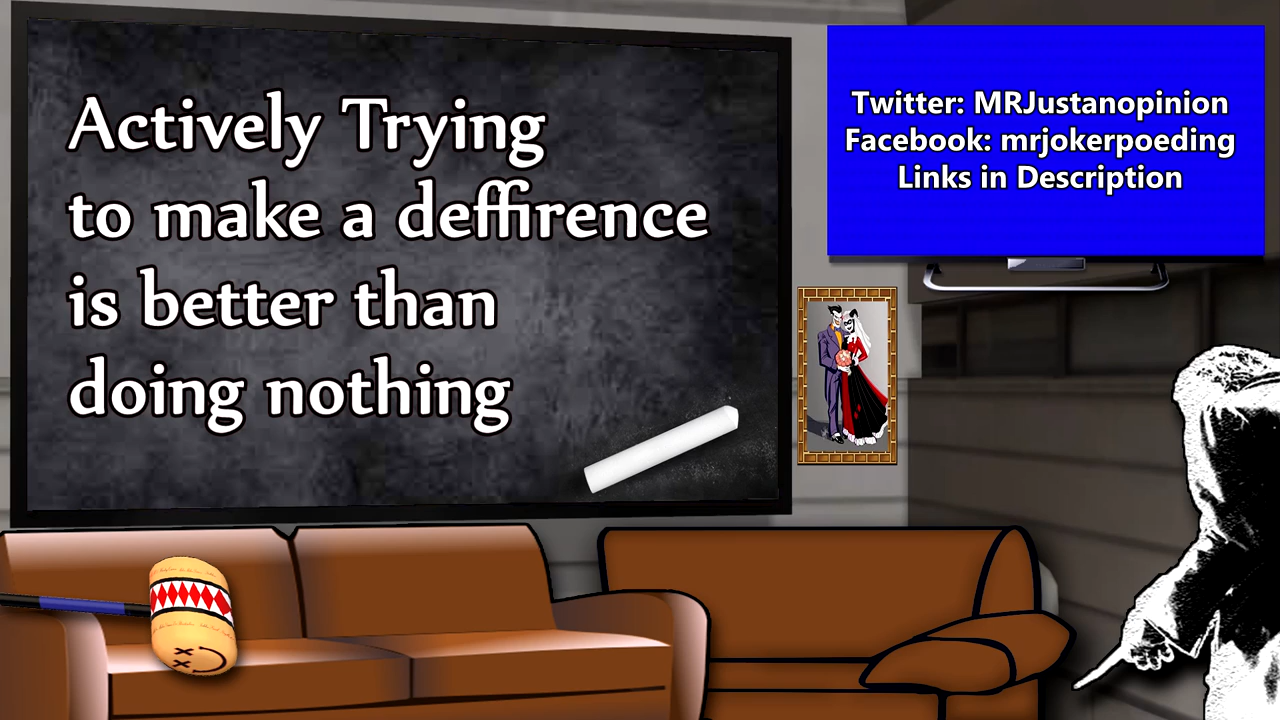 Actively Trying
to make a deffirence
is better than
doing nothing
Twitter: MRJustanopinion
Facebook: mrjokerpoeding
Links in Description